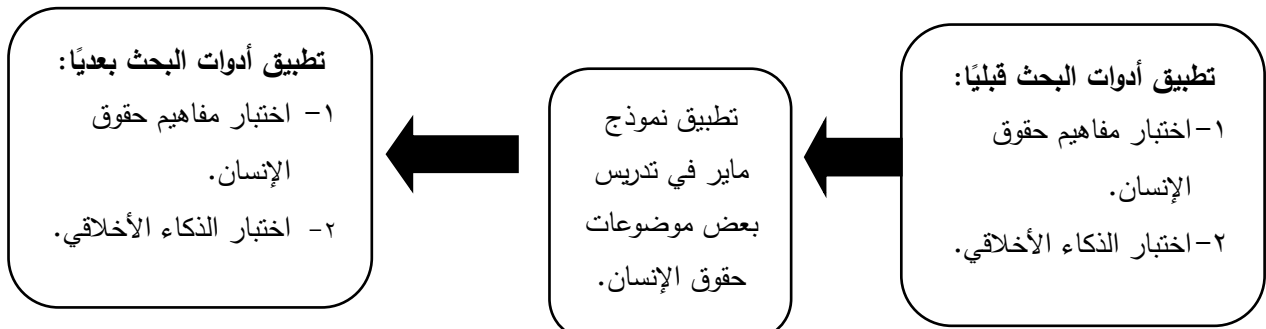 تطبيق أدوات البحث قبليًا:
١-اختبار مفاهيم حقوق
الإنسان.
٢-اختبار الذكاء الأخلاقي.
تطبيق نموذج
ماير في تدريس
بعض موضوعات
حقوق الإنسان.
تطبيق أدوات البحث بعديًا:
١- اختبار مفاهيم حقوق
الإنسان.
٢- اختبار الذكاء الأخلاقي.